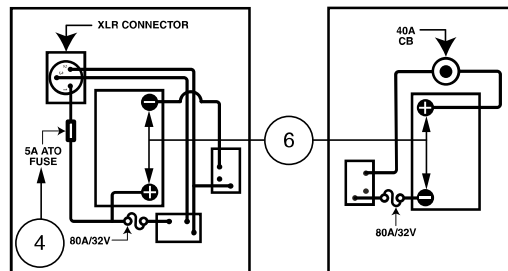 XLR CONNECTOR
5A ATO
FUSE
4
80A/32V
6
40A
CB
80A/32V